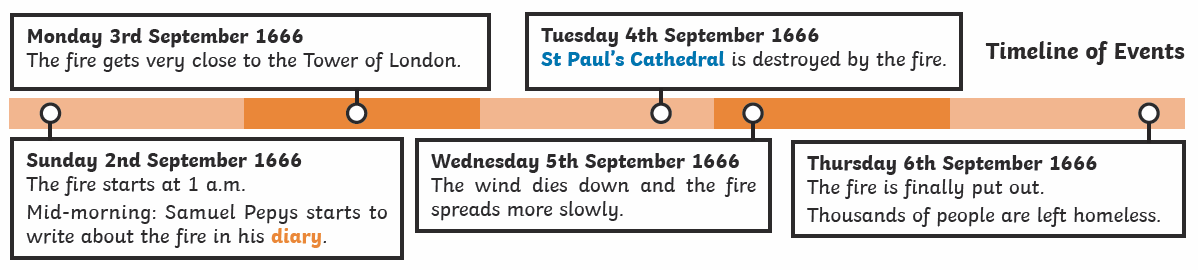 Timeline of Events
Sunday 2nd September 1666
The fire starts at 1 a.m.
Mid-morning: Samuel Pepys starts to
write about the fire in his diary.
Monday 3rd September 1666
The fire gets very close to the Tower of London.
Tuesday 4th September 1666
St Paul's Cathedral is destroyed by the fire.
Wednesday 5th September 1666
The wind dies down and the fire
spreads more slowly.
Thursday 6th September 1666
The fire is finally put out.
Thousands of people are left homeless.